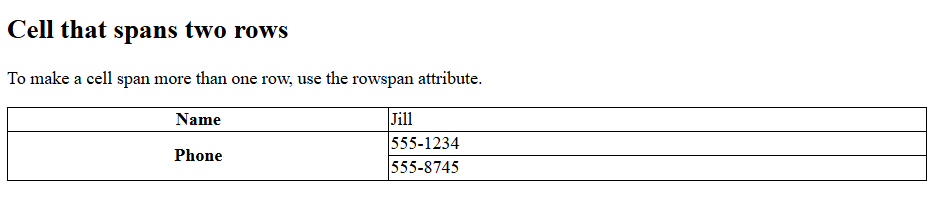 Cell that spans two rows
To make a cell span more than one row, use the rowspan attribute.
Name Jill
Phone 555-1234
555-8745